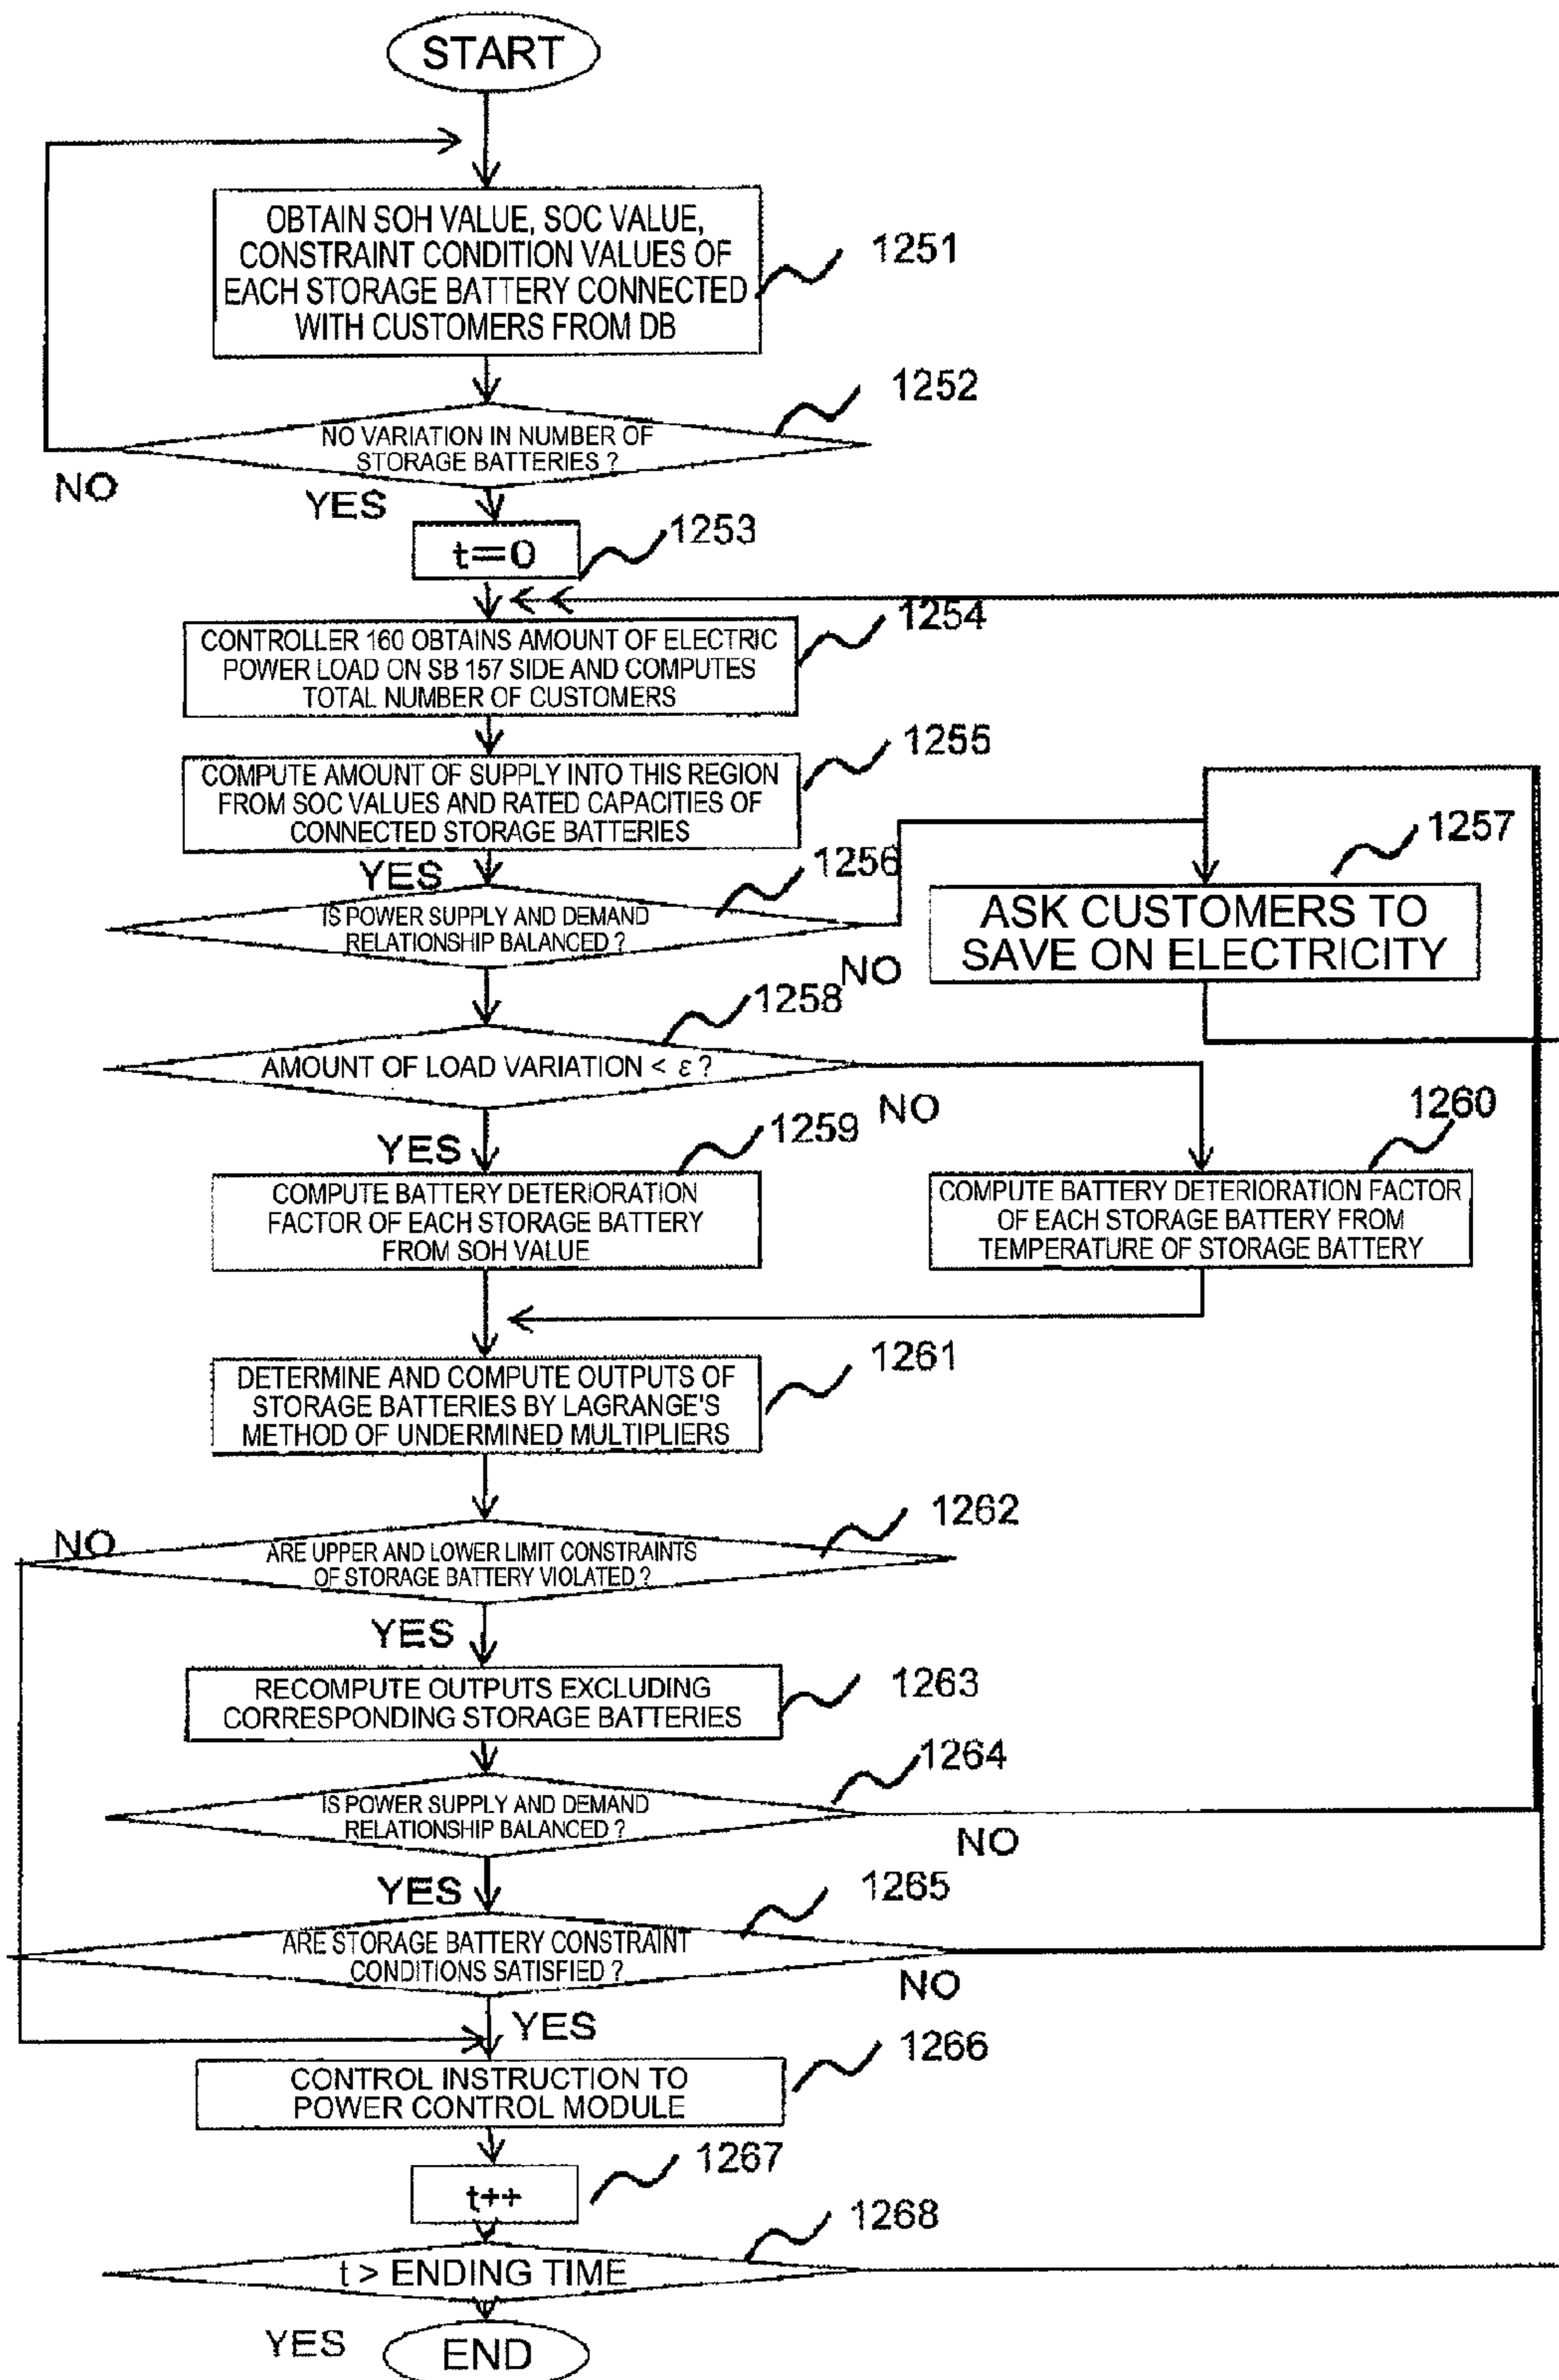 START
OBTAIN SOH VALUE, SOC VALUE,
CONSTRAINT CONDITION VALUES OF
EACH STORAGE BATTERY CONNECTED
WITH CUSTOMERS FROM DB
1251
1252
NO VARIATION IN NUMBER OF
STORAGE BATTERIES ?
NO
YES
t=0
1253
1254
CONTROLLER 160 OBTAINS AMOUNT OF ELECTRIC
POWER LOAD ON SB 157 SIDE AND COMPUTES
TOTAL NUMBER OF CUSTOMERS
1255
COMPUTE AMOUNT OF SUPPLY INTO THIS REGION
FROM SOC VALUES AND RATED CAPACITIES OF
CONNECTED STORAGE BATTERIES
YES
1256
IS POWER SUPPLY AND DEMAND
RELATIONSHIP BALANCED ?
NO
1257
ASK CUSTOMERS TO
SAVE ON ELECTRICITY
1258
AMOUNT OF LOAD VARIATION < ε ?
NO
YES
1259
COMPUTE BATTERY DETERIORATION
FACTOR OF EACH STORAGE BATTERY
FROM SOH VALUE
1260
COMPUTE BATTERY DETERIORATION FACTOR
OF EACH STORAGE BATTERY FROM
TEMPERATURE OF STORAGE BATTERY
1261
DETERMINE AND COMPUTE OUTPUTS OF
STORAGE BATTERIES BY LAGRANGE'S
METHOD OF UNDERMINED MULTIPLIERS
1262
NO
ARE UPPER AND LOWER LIMIT CONSTRAINTS
OF STORAGE BATTERY VIOLATED ?
YES
RECOMPUTE OUTPUTS EXCLUDING
CORRESPONDING STORAGE BATTERIES
1263
1264
IS POWER SUPPLY AND DEMAND
RELATIONSHIP BALANCED ?
NO
YES
1265
ARE STORAGE BATTERY CONSTRAINT
CONDITIONS SATISFIED ?
NO
YES
1266
CONTROL INSTRUCTION TO
POWER CONTROL MODULE
1267
t++
1268
t > ENDING TIME
YES
END